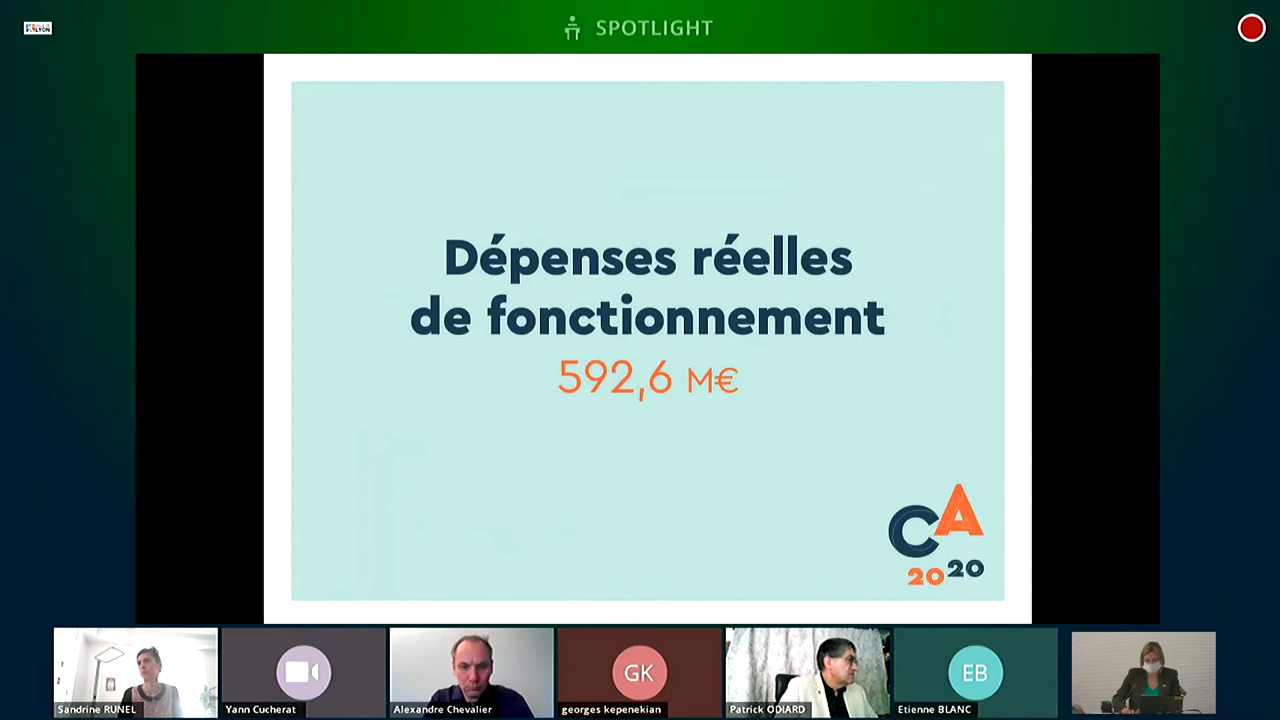 LYON
SPOTLIGHT
Dépenses réelles
de fonctionnement
592,6 M€
CA
2020
Sandrine RUNEL
Yann Cucherat
Alexandre Chevalier
GK
georges kepenekian
Patrick ODIARD
EB
Etienne BLANC